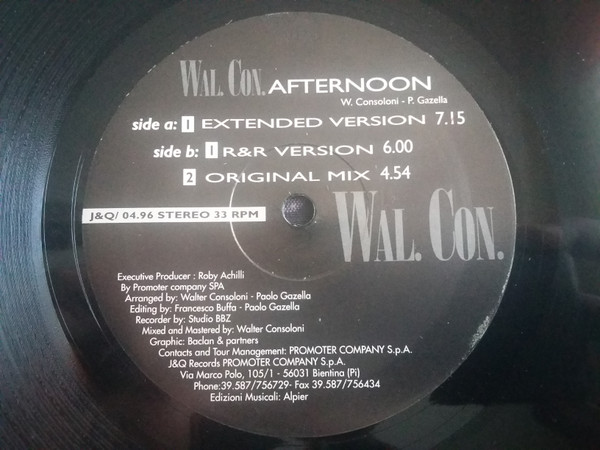 WAL. CON. AFTERNOON
W. Consoloni - P. Gazella
side a: 1 EXTENDED VERSION 7.15
side b: 1 R&R VERSION 6.00
2 ORIGINAL MIX 4.54
J&Q/ 04.96 STEREO 33 RPM
WAL. CON.
Executive Producer : Roby Achilli
By Promoter company SPA
Arranged by: Walter Consoloni - Paolo Gazella
Editing by: Francesco Buffa - Paolo Gazella
Recorder by: Studio BBZ
Mixed and Mastered by: Walter Consoloni
Graphic: Baclan & partners
Contacts and Tour Management: PROMOTER COMPANY S.p.A.
J&Q Records PROMOTER COMPANY S.p.A.
Via Marco Polo, 105/1 - 56031 Bientina (Pi)
Phone:39.587/756729- Fax 39.587/756434
Edizioni Musicali: Alpier